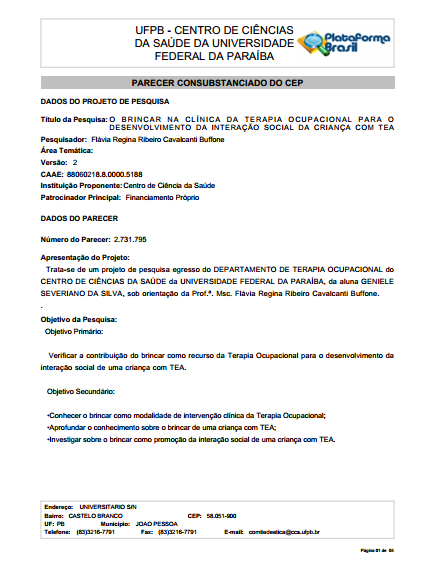 UFPB - CENTRO DE CIÊNCIAS
DA SAÚDE DA UNIVERSIDADE
FEDERAL DA PARAÍBA
Plataforma
Brasil
PARECER CONSUBSTANCIADO DO CEP
DADOS DO PROJETO DE PESQUISA
Título da Pesquisa: O BRINCAR NA CLÍNICA DA TERAPIA OCUPACIONAL PARA O
DESENVOLVIMENTO DA INTERAÇÃO SOCIAL DA CRIANÇA COM TEA
Pesquisador: Flávia Regina Ribeiro Cavalcanti Buffone
Área Temática:
Versão: 2
CAAE: 88060218.8.0000.5188
Instituição Proponente: Centro de Ciência da Saúde
Patrocinador Principal: Financiamento Próprio
DADOS DO PARECER
Número do Parecer: 2.731.795
Apresentação do Projeto:
Trata-se de um projeto de pesquisa egresso do DEPARTAMENTO DE TERAPIA OCUPACIONAL do
CENTRO DE CIÊNCIAS DA SAÚDE da UNIVERSIDADE FEDERAL DA PARAÍBA, da aluna GENIELE
SEVERIANO DA SILVA, sob orientação da Prof.ª. Msc. Flávia Regina Ribeiro Cavalcanti Buffone.
.
Objetivo da Pesquisa:
Objetivo Primário:
Verificar a contribuição do brincar como recurso da Terapia Ocupacional para o desenvolvimento da
interação social de uma criança com TEA.
Objetivo Secundário:
•Conhecer o brincar como modalidade de intervenção clínica da Terapia Ocupacional;
•Aprofundar o conhecimento sobre o brincar de uma criança com TEA;
•Investigar sobre o brincar como promoção da interação social de uma criança com TEA.
Endereço: UNIVERSITARIO S/N
Bairro: CASTELO BRANCO CEP: 58.051-900
UF: PB Município: JOAO PESSOA
Telefone: (83)3216-7791 Fax: (83)3216-7791 E-mail: comitedeetica@ccs.ufpb.br
Página 01 de 04